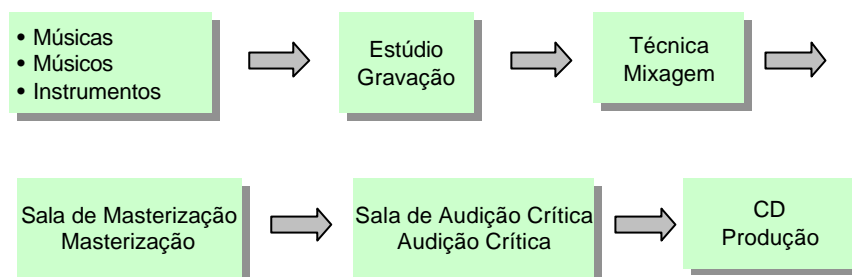 • Músicas
• Músicos
• Instrumentos
Estúdio
Gravação
Técnica
Mixagem
Sala de Masterização
Masterização
Sala de Audição Crítica
Audição Crítica
CD
Produção